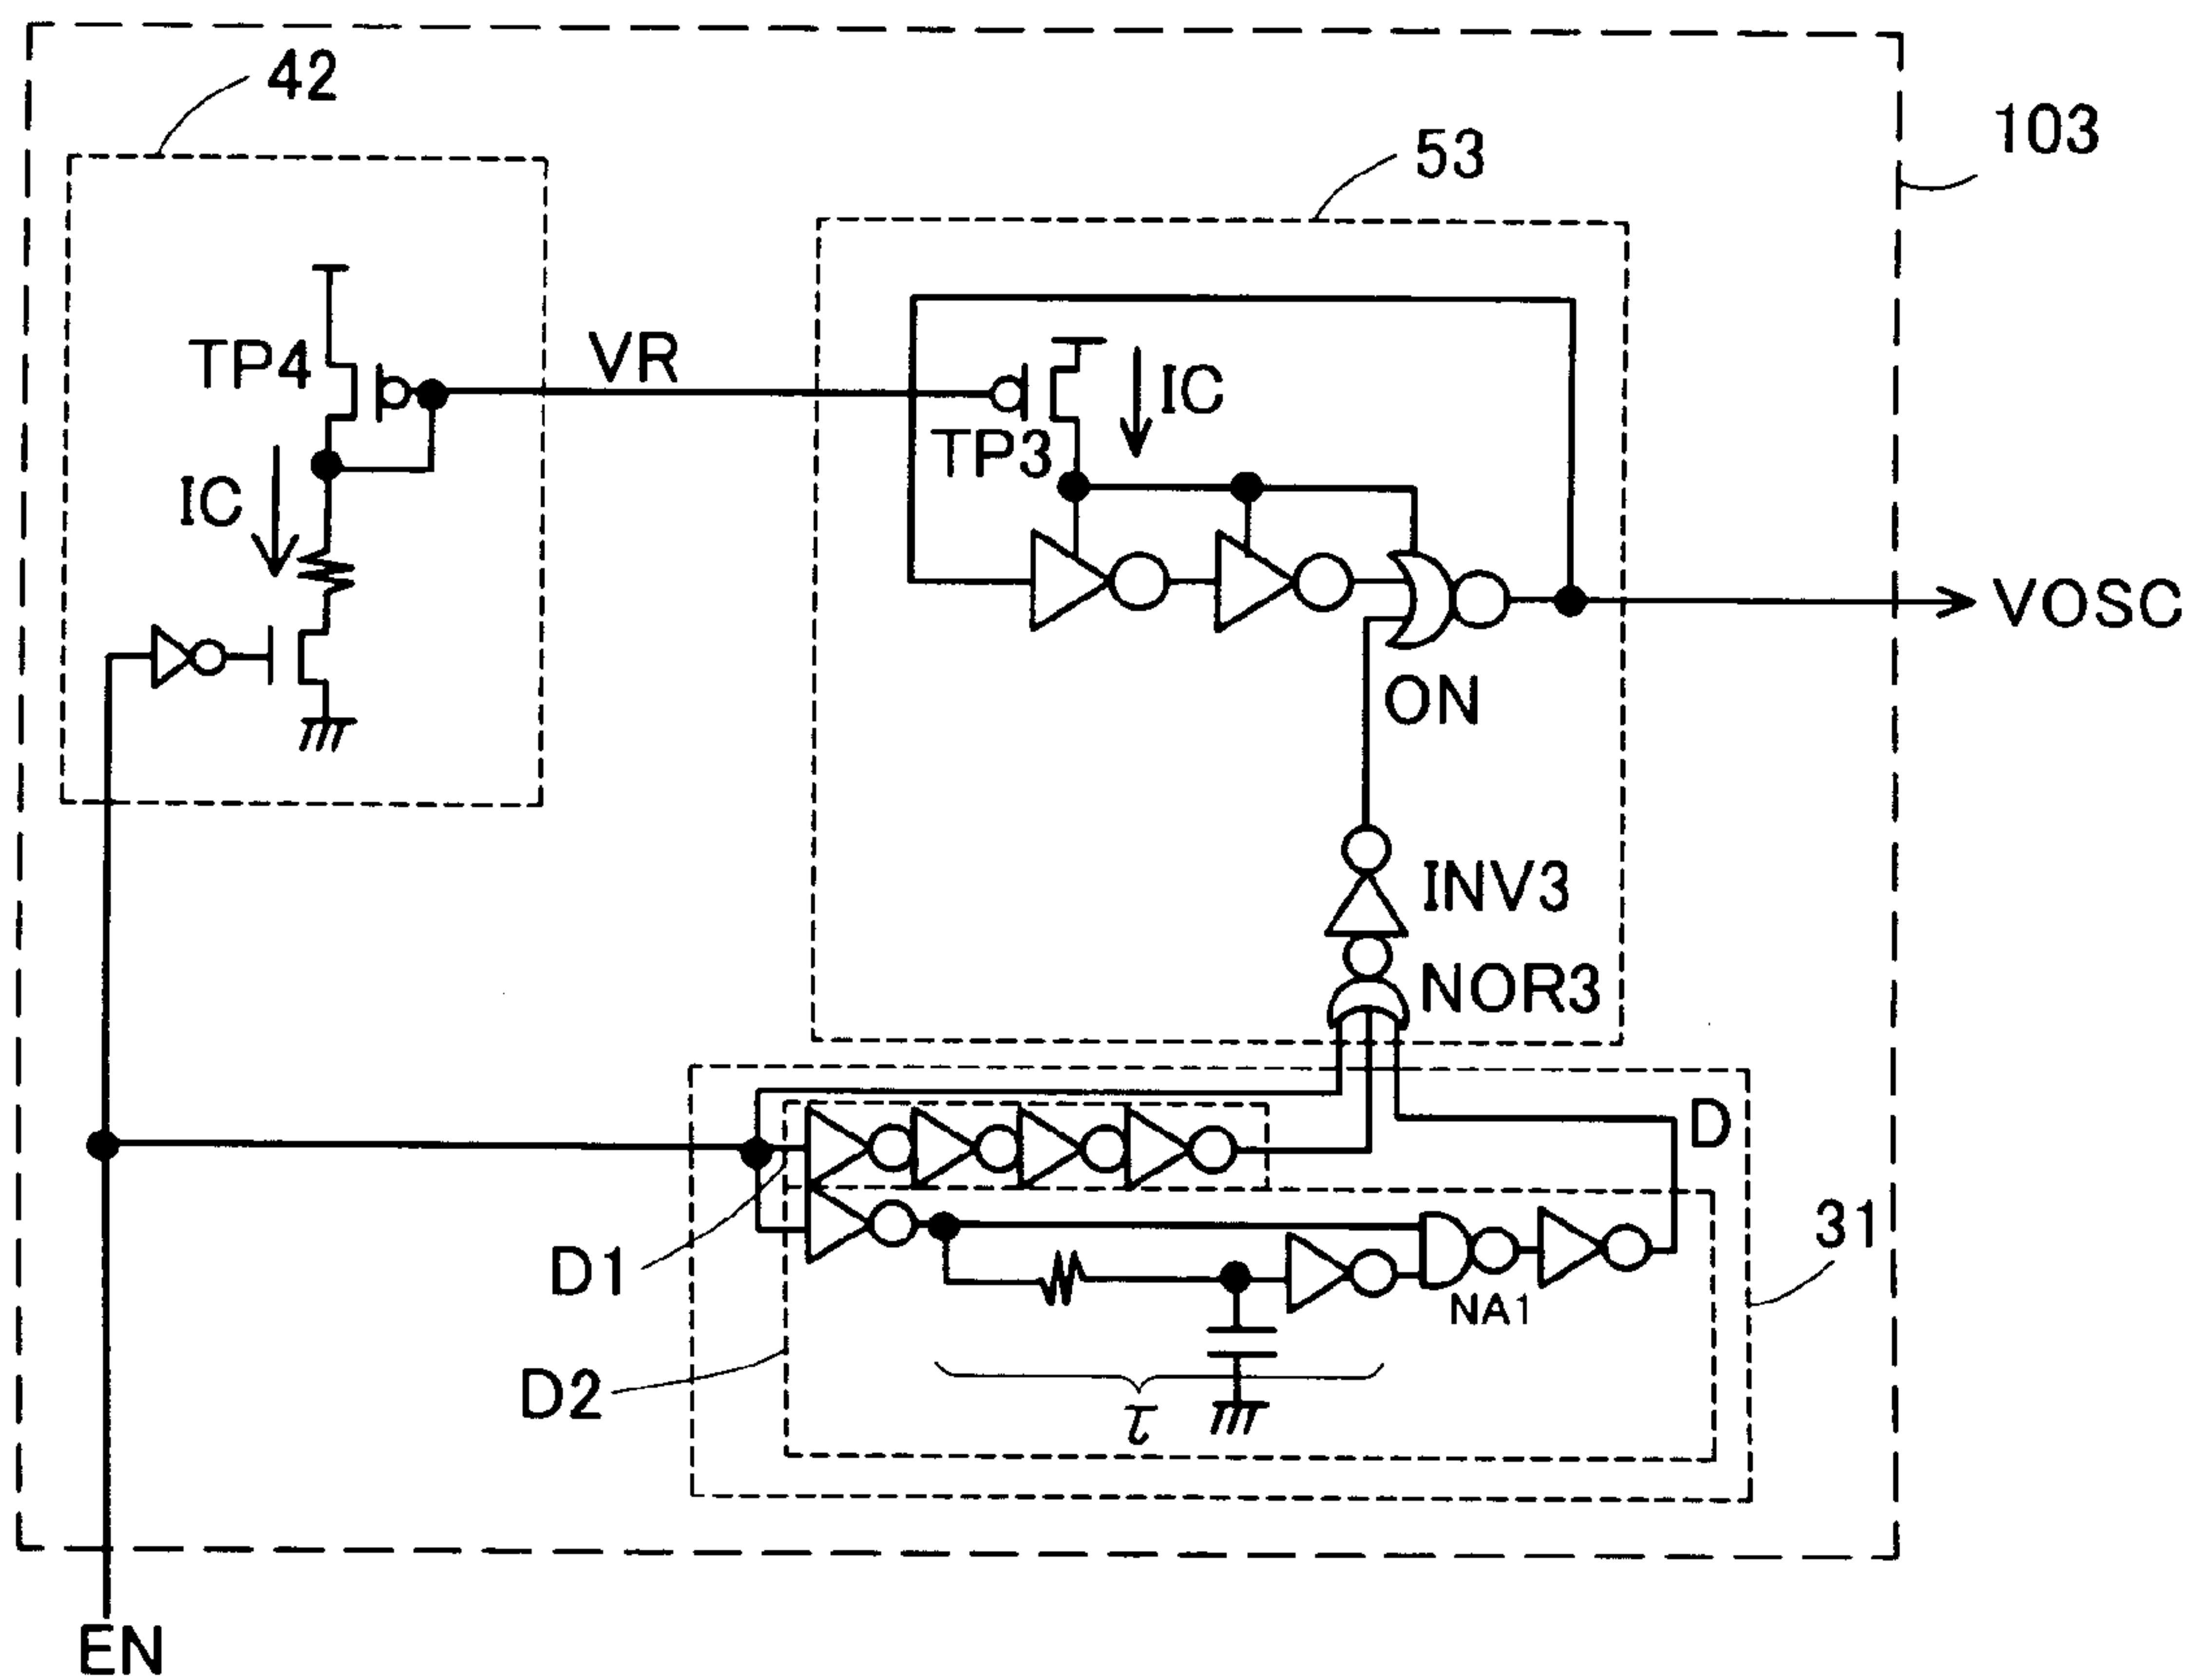 42
103
53
TP4
VR
IC
TP3
IC
VOSC
ON
INV3
NOR3
D
D1
31
NA1
D2
τ
EN